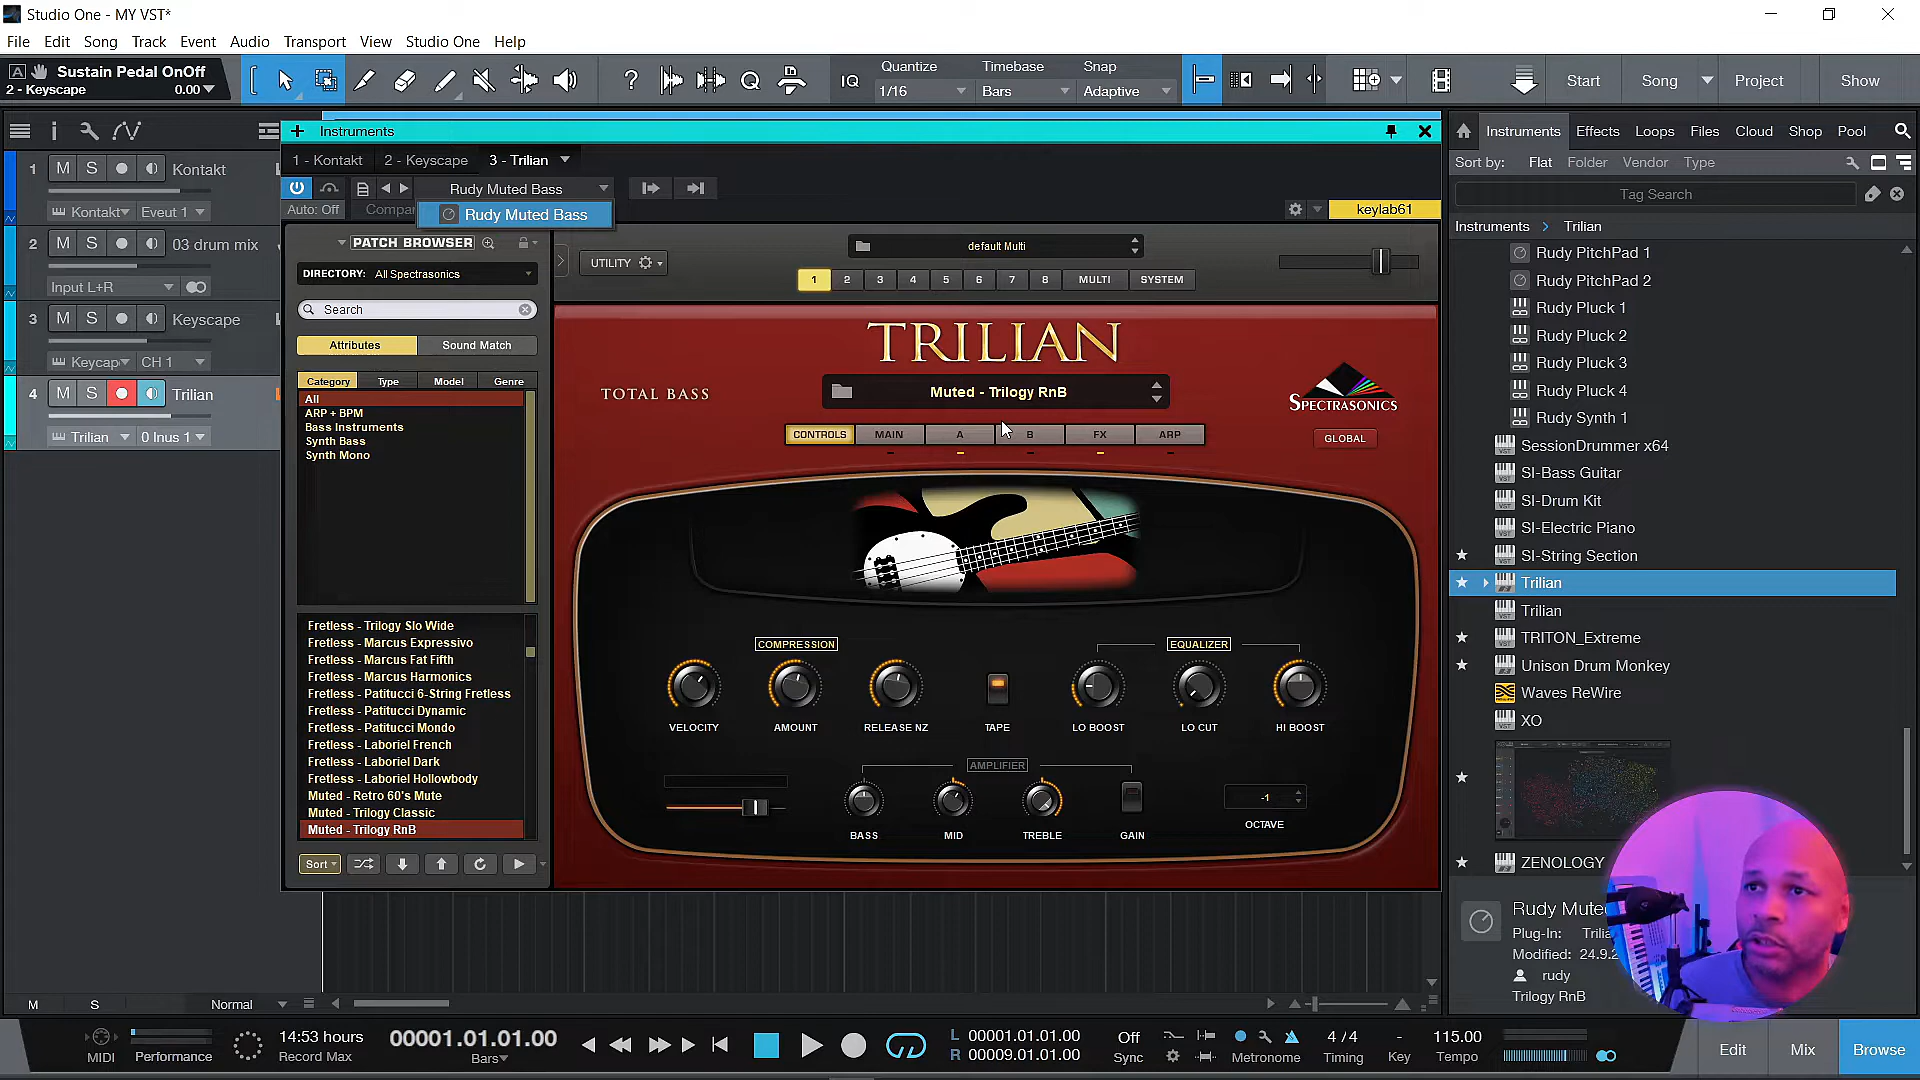 Studio One - MY VST*
File Edit Song Track Event Audio Transport View Studio One Help
A Sustain Pedal OnOff
2 - Keyscape 0.00
IQ
Quantize
1/16
Timebase
Bars
Snap
Adaptive
Start Song Project Show
Instruments
1 - Kontakt 2 - Keyscape 3 - Trilian
Rudy Muted Bass
Rudy Muted Bass
Auto: Off
keylab61
1 M S Kontakt
Kontakt
2 M S 03 drum mix
Input L+R
3 M S Keyscape
CH 1
4 M S Trilian
Trilian
PATCH BROWSER
DIRECTORY: All Spectrasonics
Search
Attributes Sound Match
Category Type Model Genre
All
ARP + BPM
Bass Instruments
Synth Bass
Synth Mono
Fretless - Trilogy Slo Wide
Fretless - Marcus Expressivo
Fretless - Marcus Fat Fifth
Fretless - Marcus Harmonics
Fretless - Patitucci 6-String Fretless
Fretless - Patitucci Dynamic
Fretless - Patitucci Mondo
Fretless - Laboriel French
Fretless - Laboriel Dark
Fretless - Laboriel Hollowbody
Muted - Retro 60's Mute
Muted - Trilogy Classic
Muted - Trilogy RnB
Sort
UTILITY
default Multi
1 2 3 4 5 6 7 8 MULTI SYSTEM
TRILIAN
TOTAL BASS
Muted - Trilogy RnB
SPECTRASONICS
CONTROLS MAIN A B FX ARP
GLOBAL
COMPRESSION
EQUALIZER
VELOCITY AMOUNT RELEASE NZ TAPE LO BOOST LO CUT HI BOOST
AMPLIFIER
-1
BASS MID TREBLE GAIN OCTAVE
Instruments Effects Loops Files Cloud Shop Pool
Sort by: Flat Folder Vendor Type
Tag Search
Instruments > Trilian
Rudy PitchPad 1
Rudy PitchPad 2
Rudy Pluck 1
Rudy Pluck 2
Rudy Pluck 3
Rudy Pluck 4
Rudy Synth 1
SessionDrummer x64
SI-Bass Guitar
SI-Drum Kit
SI-Electric Piano
SI-String Section
Trilian
Trilian
TRITON_Extreme
Unison Drum Monkey
Waves ReWire
XO
ZENOLOGY
Rudy
Plug-In:
Modified: 24.9.2
rudy
Trilogy RnB
M S Normal
MIDI
Performance
14:53 hours
Record Max
00001.01.01.00
Bars
L 00001.01.01.00
R 00009.01.01.00
Off
Sync
Metronome
4 / 4
Timing
-
Key
115.00
Tempo
Edit Mix Browse